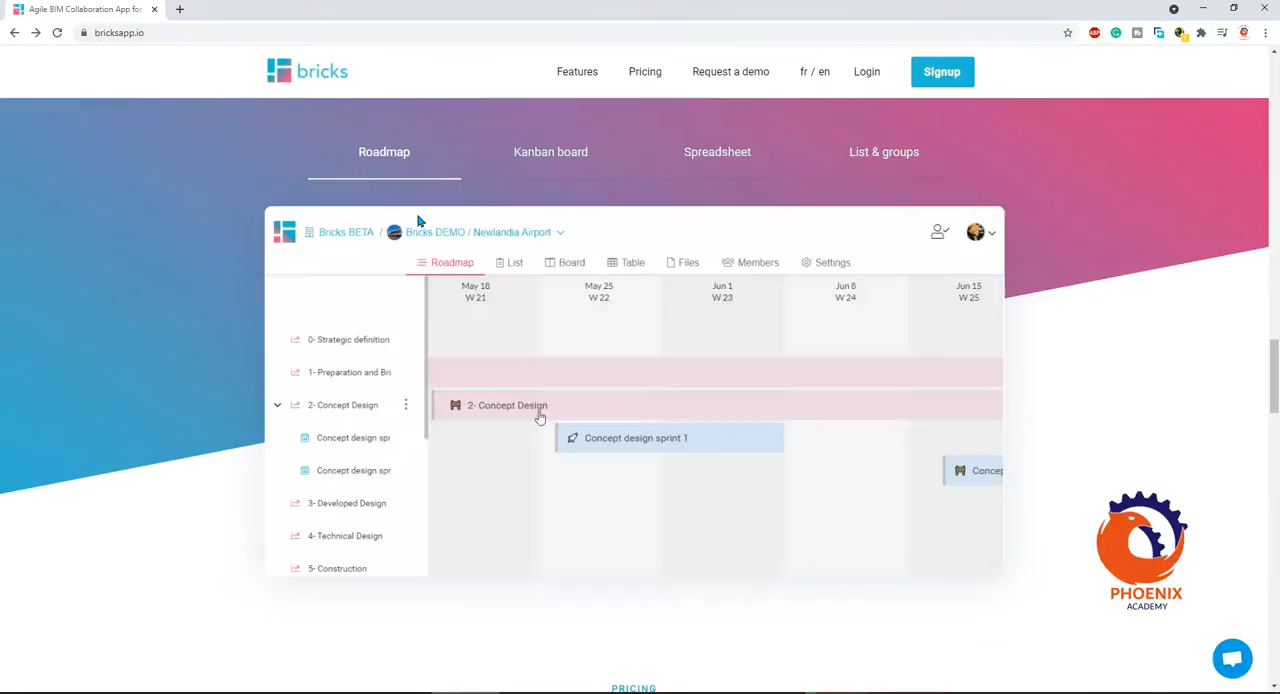 Agile BIM Collaboration App for
bricksapp.io
bricks
Features Pricing Request a demo fr / en Login Signup
Roadmap Kanban board Spreadsheet List & groups
Bricks BETA / Bricks DEMO / Newlandia Airport
Roadmap List Board Table Files Members Settings
May 18 May 25 Jun 1 Jun 8 Jun 15
W 21 W 22 W 23 W 24 W 25
0- Strategic definition
1- Preparation and Bri
2- Concept Design 2- Concept Design
Concept design spr Concept design sprint 1
Concept design spr Concep
3- Developed Design
4- Technical Design
5- Construction
PHOENIX
ACADEMY
PRICING